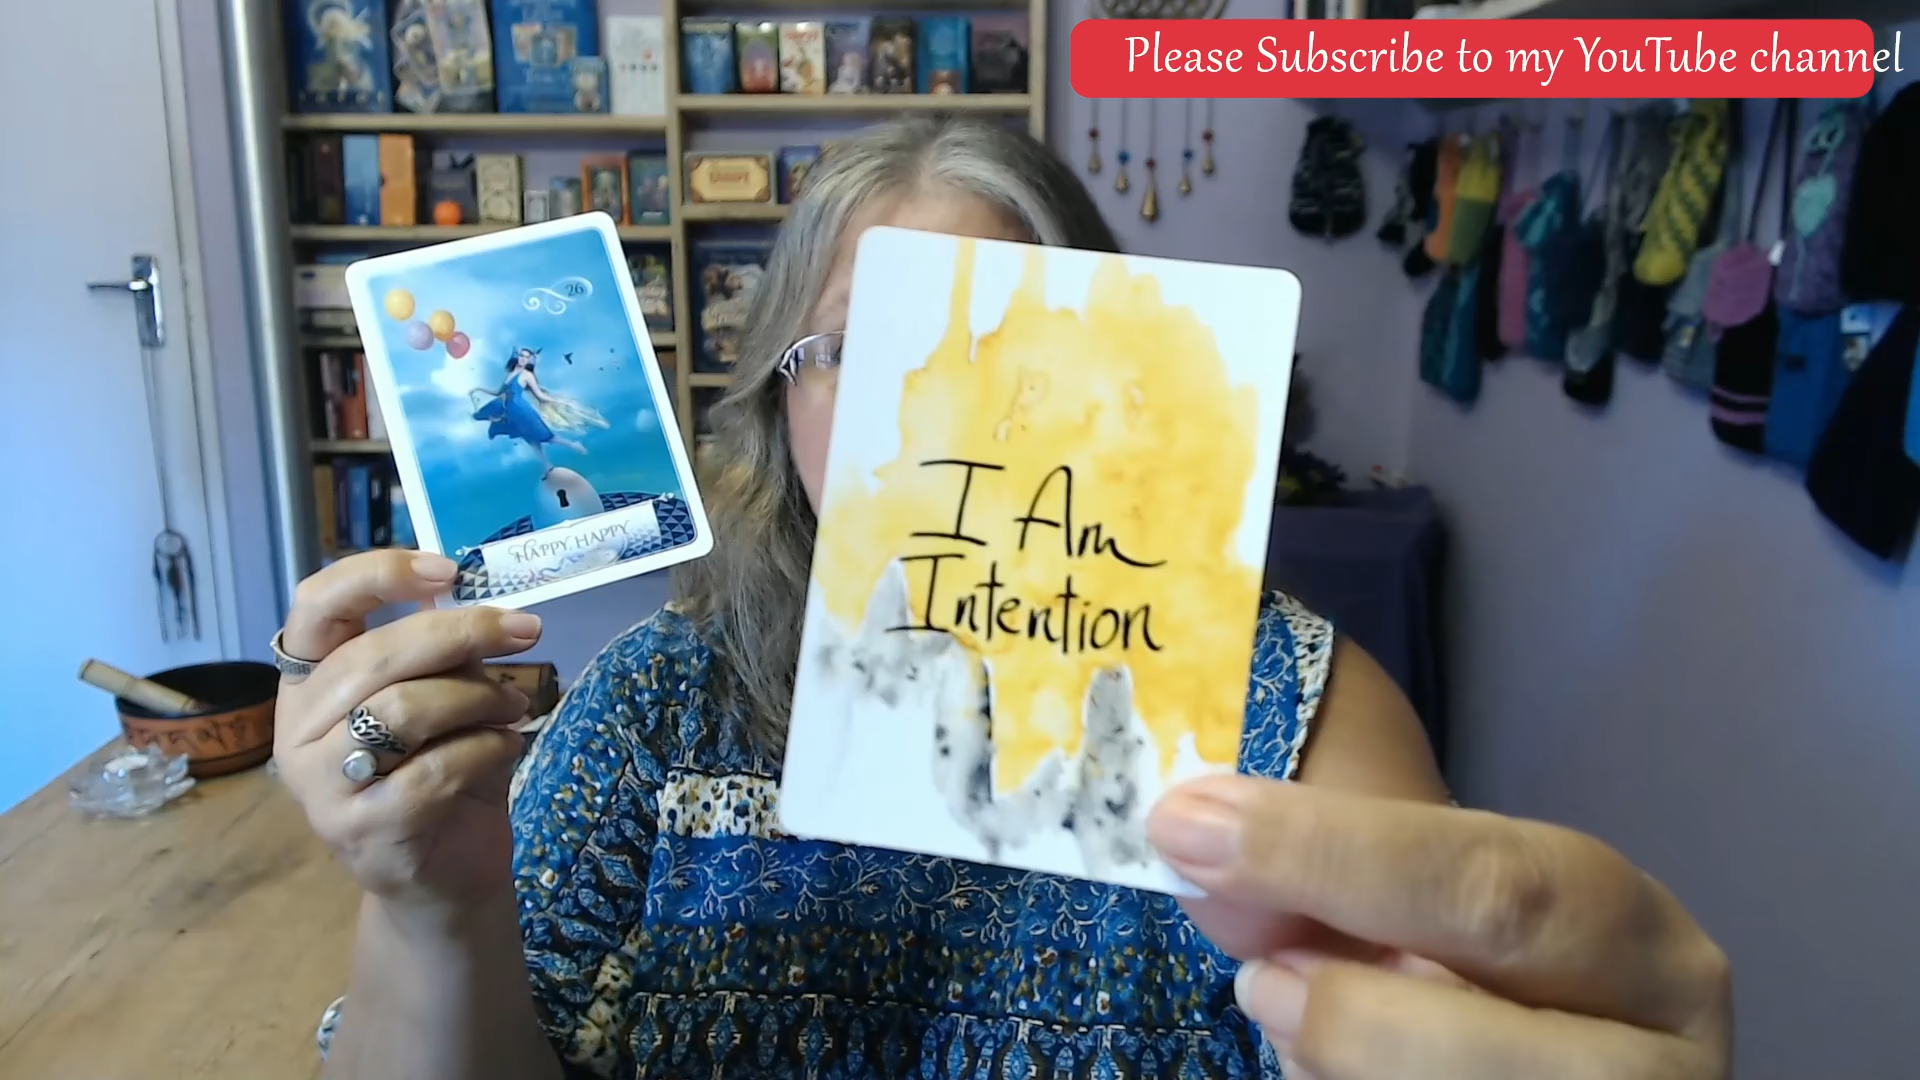 Please Subscribe to my YouTube channel
26
HAPPY, HAPPY
I Am
Intention